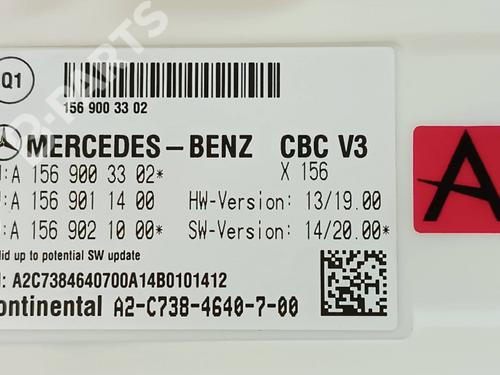 Q1
156 900 33 02
MERCEDES-BENZ CBC V3
:A 156 900 33 02* X 156
:A 156 901 14 00 HW-Version: 13/19.00
:A 156 902 10 00* SW-Version: 14/20.00*
lid up to potential SW update
: A2C7384640700A14B0101412
ontinental A2-C738-4640-7-00
A
B-PARTS